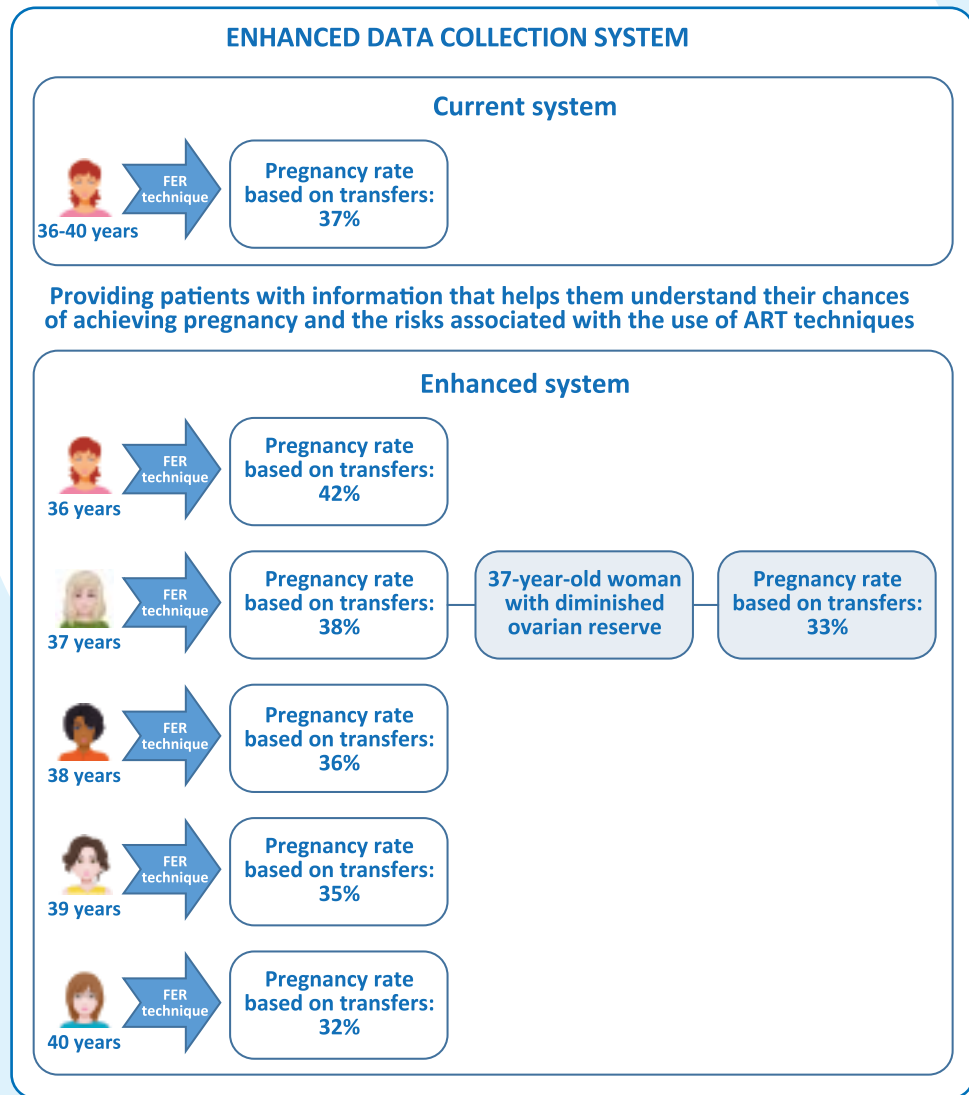 ENHANCED DATA COLLECTION SYSTEM
Current system
FER
technique
36-40 years
Pregnancy rate
based on transfers:
37%
Providing patients with information that helps them understand their chances
of achieving pregnancy and the risks associated with the use of ART techniques
Enhanced system
FER
technique
36 years
Pregnancy rate
based on transfers:
42%
FER
technique
37 years
Pregnancy rate
based on transfers:
38%
37-year-old woman
with diminished
ovarian reserve
Pregnancy rate
based on transfers:
33%
FER
technique
38 years
Pregnancy rate
based on transfers:
36%
FER
technique
39 years
Pregnancy rate
based on transfers:
35%
FER
technique
40 years
Pregnancy rate
based on transfers:
32%